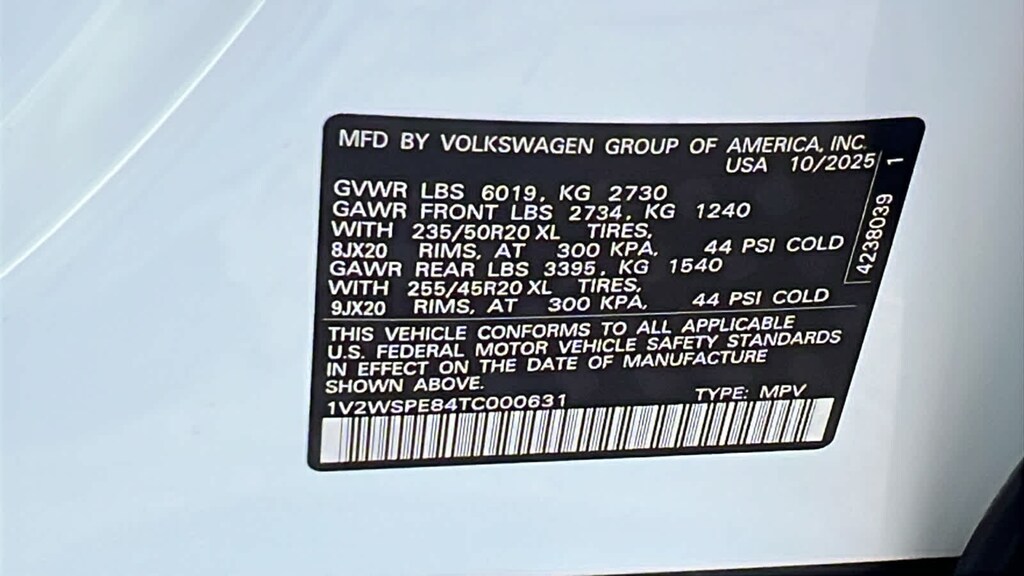 MFD BY VOLKSWAGEN GROUP OF AMERICA, INC.
USA 10/2025
GVWR LBS 6019, KG 2730
GAWR FRONT LBS 2734, KG 1240
WITH 235/50R20 XL TIRES,
8JX20 RIMS, AT 300 KPA, 44 PSI COLD
GAWR REAR LBS 3395, KG 1540
WITH 255/45R20 XL TIRES,
9JX20 RIMS, AT 300 KPA, 44 PSI COLD
THIS VEHICLE CONFORMS TO ALL APPLICABLE
U.S. FEDERAL MOTOR VEHICLE SAFETY STANDARDS
IN EFFECT ON THE DATE OF MANUFACTURE
SHOWN ABOVE.
1V2WSPE84TC000631 TYPE: MPV
4238039 1